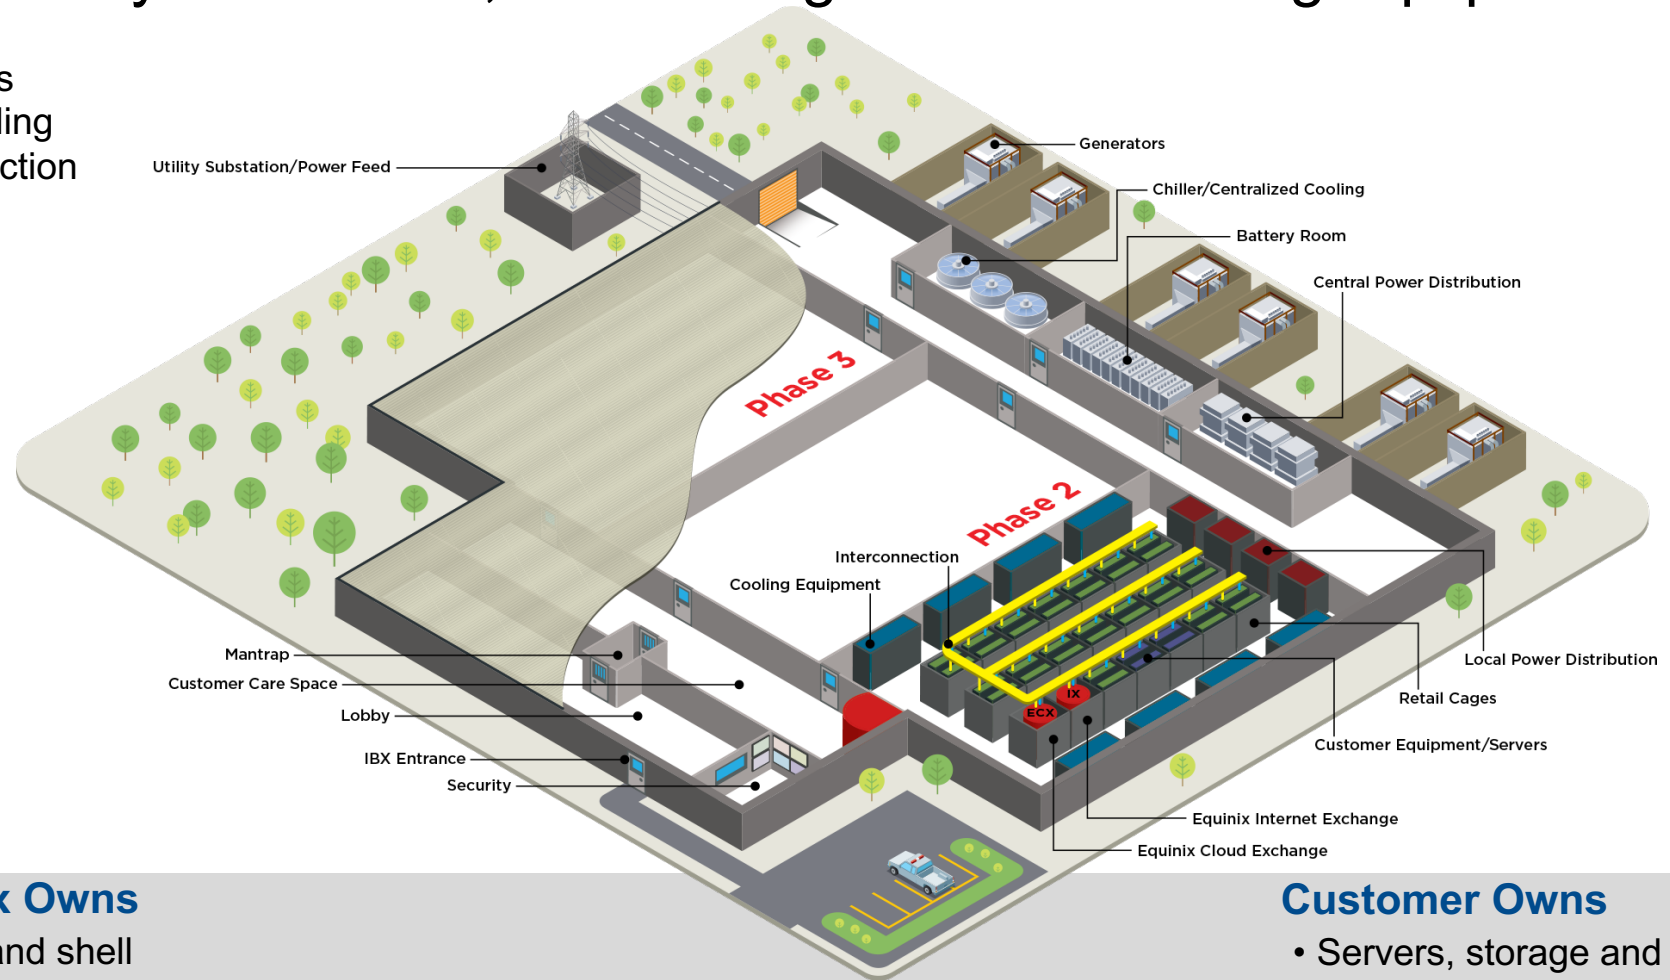 s
ling
ction
Utility Substation/Power Feed
Generators
Chiller/Centralized Cooling
Battery Room
Central Power Distribution
Phase 3
Phase 2
Interconnection
Cooling Equipment
Mantrap
Customer Care Space
Lobby
IBX Entrance
Security
IX
ECX
Local Power Distribution
Retail Cages
Customer Equipment/Servers
Equinix Internet Exchange
Equinix Cloud Exchange
x Owns
and shell
Customer Owns
• Servers, storage and